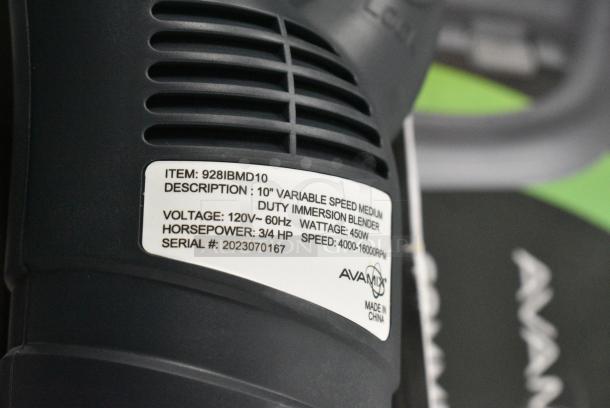 ITEM: 928IBMD10
DESCRIPTION : 10" VARIABLE SPEED MEDIUM
DUTY IMMERSION BLENDER
VOLTAGE: 120V~ 60Hz WATTAGE: 450W
HORSEPOWER: 3/4 HP SPEED: 4000-16000RPM
SERIAL #: 2023070167
AVAMIX®
MADE IN
CHINA
AVAN